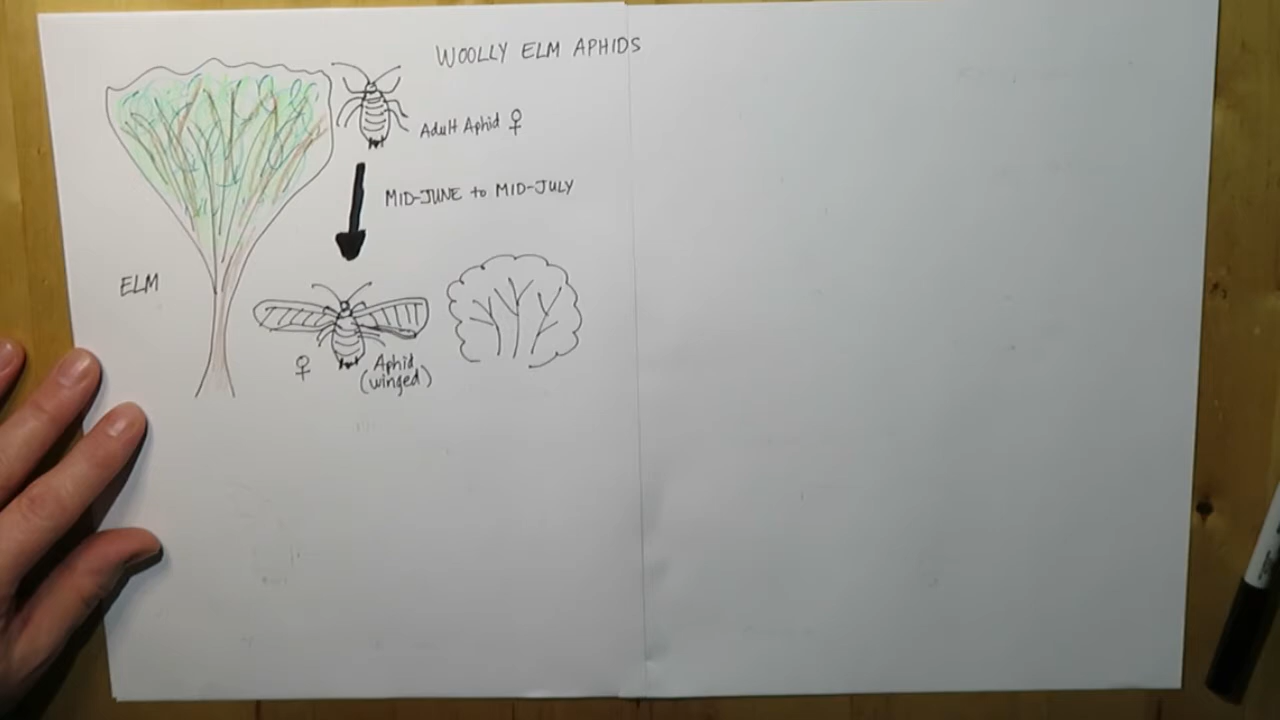 WOOLLY ELM APHIDS
Adult Aphid ♀
MID-JUNE to MID-JULY
ELM
♀ Aphid
(winged)